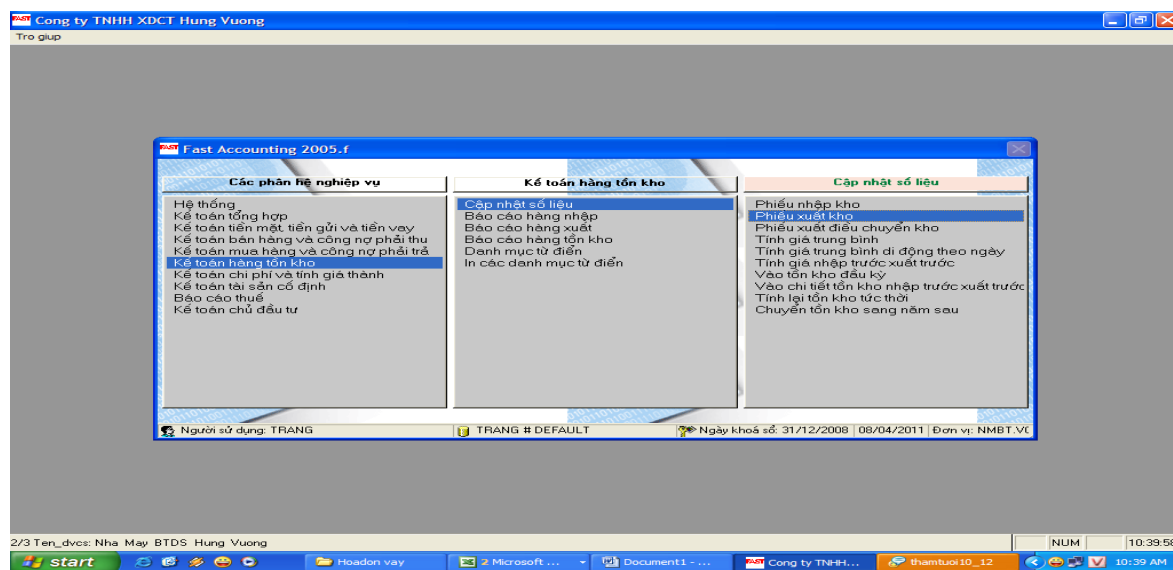 FAST Cong ty TNHH XDCT Hung Vuong
Tro giup
FAST Fast Accounting 2005.f
Các phân hệ nghiệp vụ
Hệ thống
Kế toán tổng hợp
Kế toán tiền mặt, tiền gửi và tiền vay
Kế toán bán hàng và công nợ phải thu
Kế toán mua hàng và công nợ phải trả
Kế toán hàng tồn kho
Kế toán chi phí và tính giá thành
Kế toán tài sản cố định
Báo cáo thuế
Kế toán chủ đầu tư
Kế toán hàng tồn kho
Cập nhật số liệu
Báo cáo hàng nhập
Báo cáo hàng xuất
Báo cáo hàng tồn kho
Danh mục từ điển
In các danh mục từ điển
Cập nhật số liệu
Phiếu nhập kho
Phiếu xuất kho
Phiếu xuất điều chuyển kho
Tính giá trung bình
Tính giá trung bình di động theo ngày
Tính giá nhập trước xuất trước
Vào tồn kho đầu kỳ
Vào chi tiết tồn kho nhập trước xuất trước
Tính lại tồn kho tức thời
Chuyển tồn kho sang năm sau
Người sử dụng: TRANG
TRANG # DEFAULT
Ngày khoá sổ: 31/12/2008
08/04/2011
Đơn vị: NMBT.V
2/3 Ten_dvcs: Nha May BTDS Hung Vuong
NUM
10:39:58
start
Hoadon vay
2 Microsoft ...
Document1 - ...
FAST Cong ty TNHH...
thamtuoi10_12
V
10:39 AM